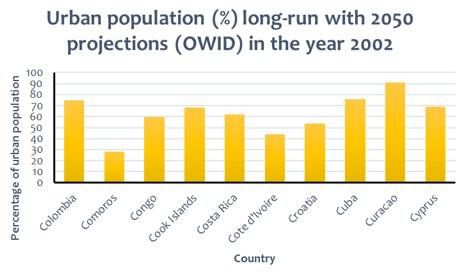 Urban population (%) long-run with 2050
projections (OWID) in the year 2002
Percentage of urban population
100
90
80
70
60
50
40
30
20
10
0
Colombia
Comoros
Congo
Cook Islands
Costa Rica
Cote d'Ivoire
Croatia
Cuba
Curacao
Cyprus
Country